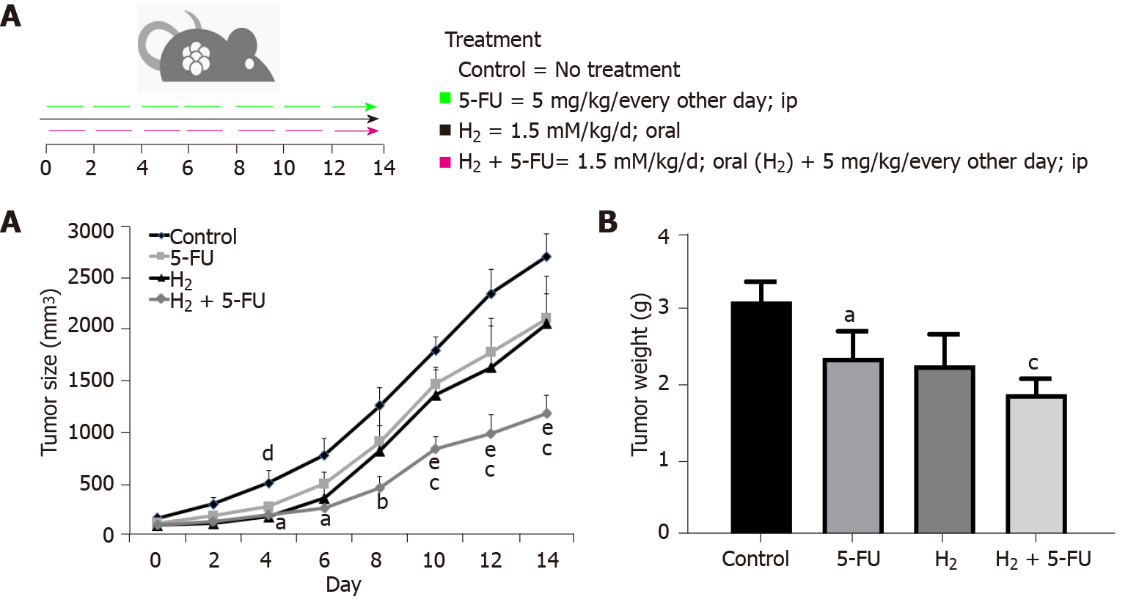 A
Treatment
Control = No treatment
5-FU = 5 mg/kg/every other day; ip
H₂ = 1.5 mM/kg/d; oral
H₂ + 5-FU= 1.5 mM/kg/d; oral (H₂) + 5 mg/kg/every other day; ip
0 2 4 6 8 10 12 14
A
Tumor size (mm³)
3000
2500
2000
1500
1000
500
0
Control
5-FU
H₂
H₂ + 5-FU
d
a
a
b
e
c
e
c
e
c
0 2 4 6 8 10 12 14
Day
B
Tumor weight (g)
4
3
2
1
0
a
c
Control 5-FU H₂ H₂ + 5-FU